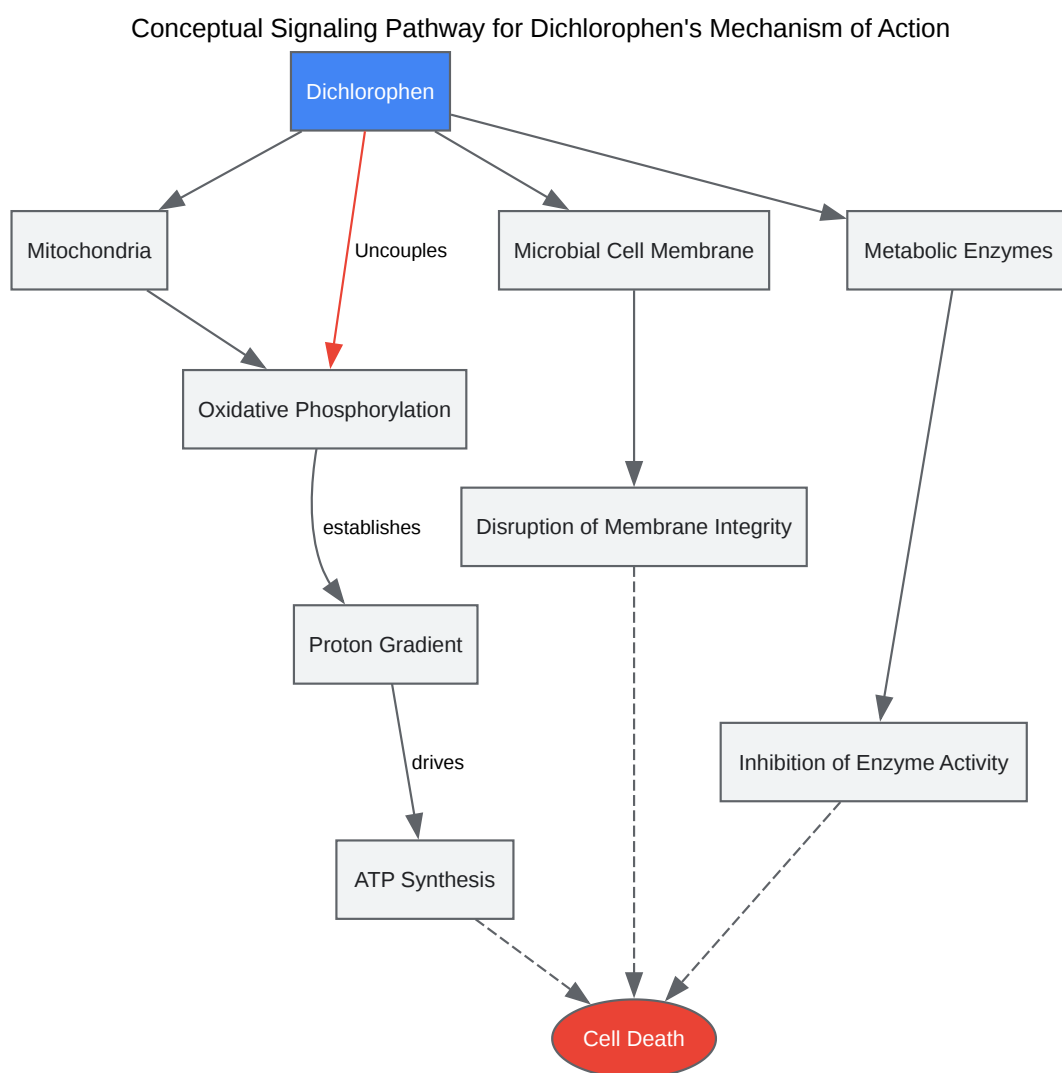 Conceptual Signaling Pathway for Dichlorophen's Mechanism of Action
Dichlorophen
Mitochondria
Uncouples
Microbial Cell Membrane
Metabolic Enzymes
Oxidative Phosphorylation
establishes
Disruption of Membrane Integrity
Proton Gradient
drives
Inhibition of Enzyme Activity
ATP Synthesis
Cell Death